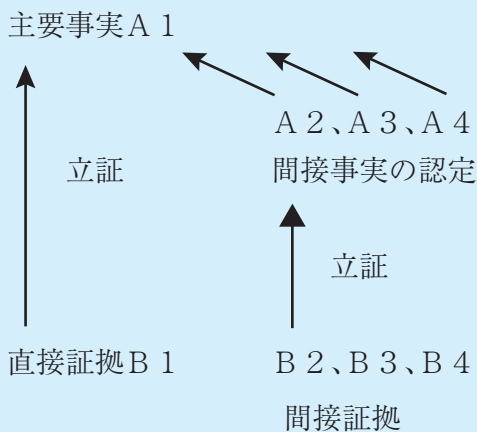 主要事実A1
A2、A3、A4
立証
間接事実の認定
立証
直接証拠B1
B2、B3、B4
間接証拠